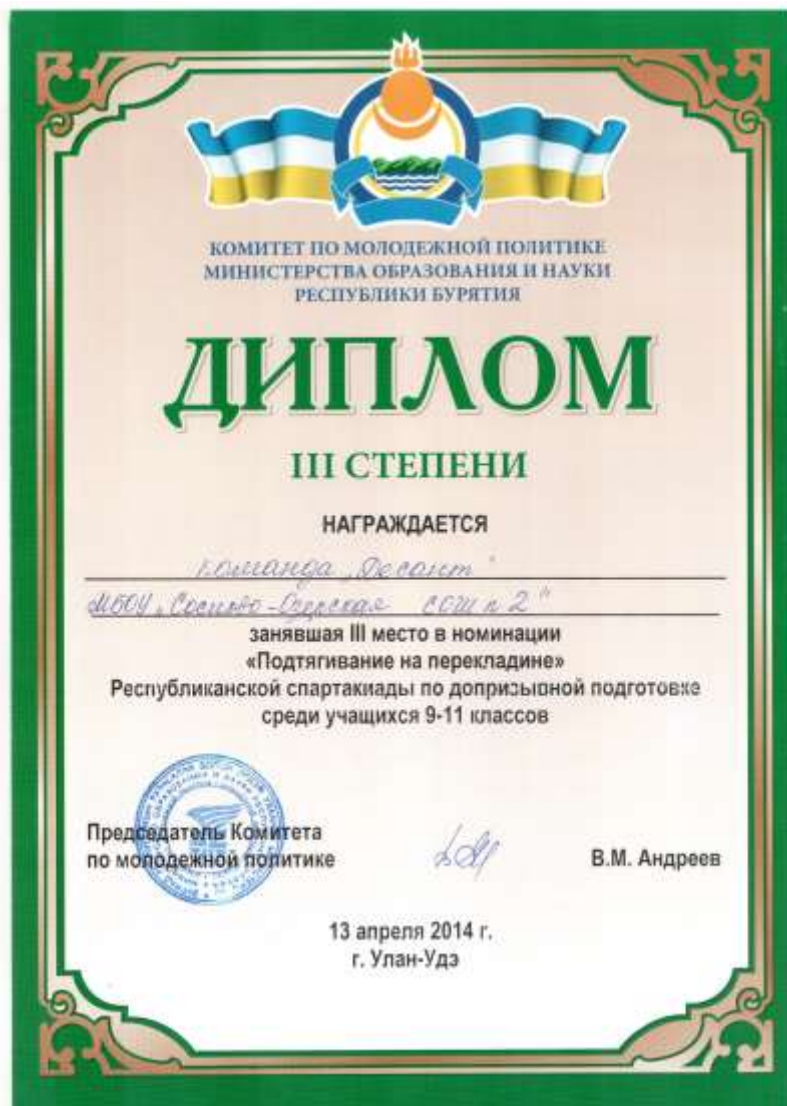 КОМИТЕТ ПО МОЛОДЕЖНОЙ ПОЛИТИКЕ
МИНИСТЕРСТВА ОБРАЗОВАНИЯ И НАУКИ
РЕСПУБЛИКИ БУРЯТИЯ
ДИПЛОМ
III СТЕПЕНИ
НАГРАЖДАЕТСЯ
Команда „Десант"
МБОУ „Сосново-Озерская СОШ n 2"
занявшая III место в номинации
«Подтягивание на перекладине»
Республиканской спартакиады по допризывной подготовке
среди учащихся 9-11 классов
Председатель Комитета
по молодежной политике
В.М. Андреев
13 апреля 2014 г.
г. Улан-Удэ